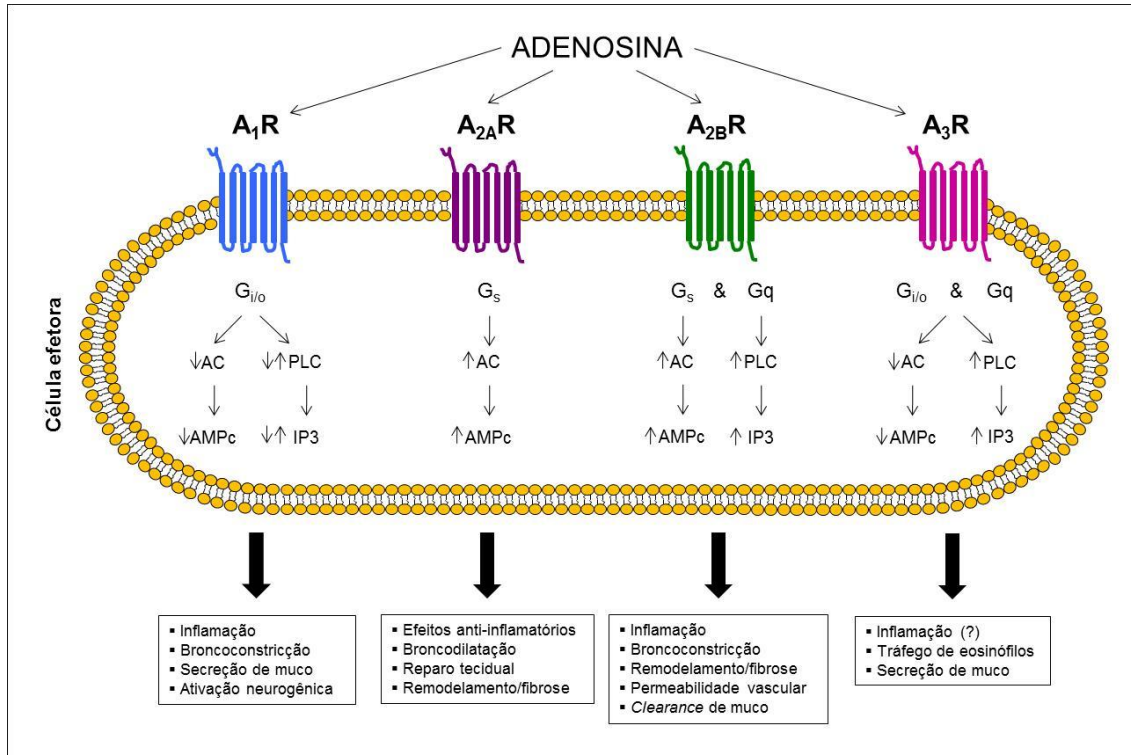 ADENOSINA
A₁R
A₂AR
A₂BR
A₃R
Célula efetora
Gi/o
Gs
Gs & Gq
Gi/o & Gq
↓AC ↓↑PLC
↑AC
↑AC ↑PLC
↓AC ↑PLC
↓AMPc ↓↑IP3
↑AMPc
↑AMPc ↑IP3
↓AMPc ↑IP3
▪ Inflamação
▪ Broncoconstricção
▪ Secreção de muco
▪ Ativação neurogênica
▪ Efeitos anti-inflamatórios
▪ Broncodilatação
▪ Reparo tecidual
▪ Remodelamento/fibrose
▪ Inflamação
▪ Broncoconstricção
▪ Remodelamento/fibrose
▪ Permeabilidade vascular
▪ Clearance de muco
▪ Inflamação (?)
▪ Tráfego de eosinófilos
▪ Secreção de muco